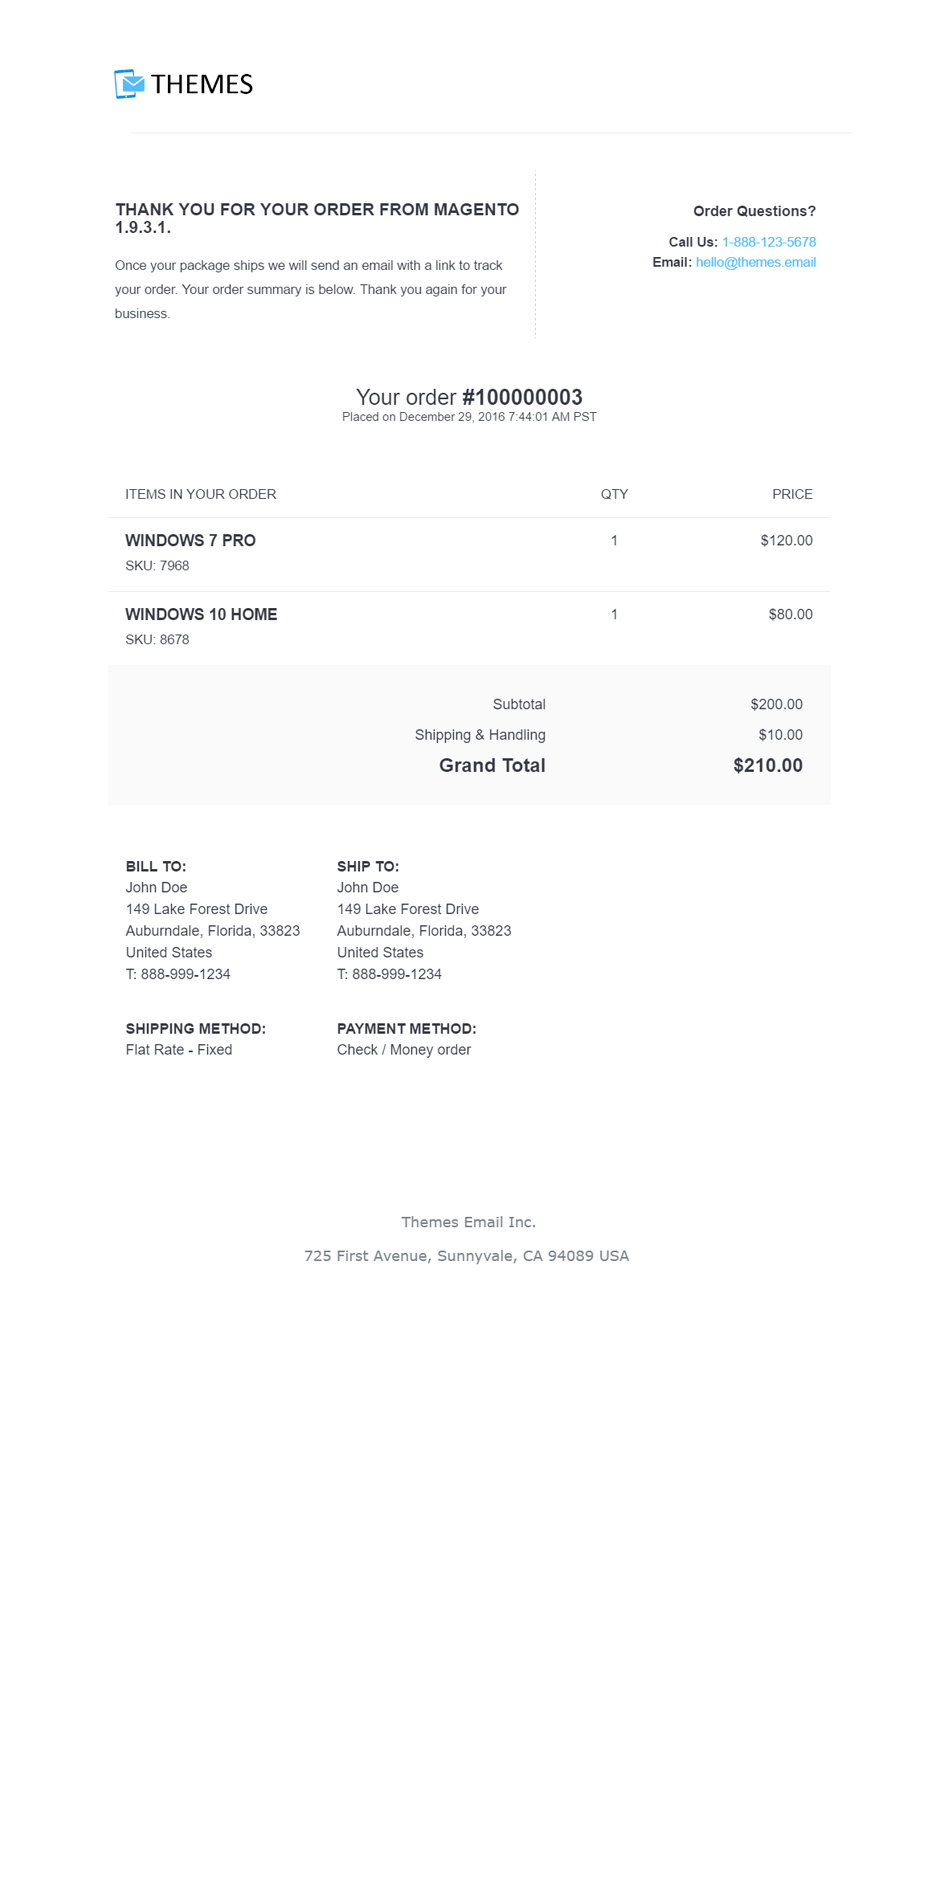 THEMES
THANK YOU FOR YOUR ORDER FROM MAGENTO
1.9.3.1.
Once your package ships we will send an email with a link to track
your order. Your order summary is below. Thank you again for your
business.
Order Questions?
Call Us: 1-888-123-5678
Email: hello@themes.email
Your order #100000003
Placed on December 29, 2016 7:44:01 AM PST
ITEMS IN YOUR ORDER QTY PRICE
WINDOWS 7 PRO 1 $120.00
SKU: 7968
WINDOWS 10 HOME 1 $80.00
SKU: 8678
Subtotal $200.00
Shipping & Handling $10.00
Grand Total $210.00
BILL TO:
John Doe
149 Lake Forest Drive
Auburndale, Florida, 33823
United States
T: 888-999-1234
SHIP TO:
John Doe
149 Lake Forest Drive
Auburndale, Florida, 33823
United States
T: 888-999-1234
SHIPPING METHOD:
Flat Rate - Fixed
PAYMENT METHOD:
Check / Money order
Themes Email Inc.
725 First Avenue, Sunnyvale, CA 94089 USA